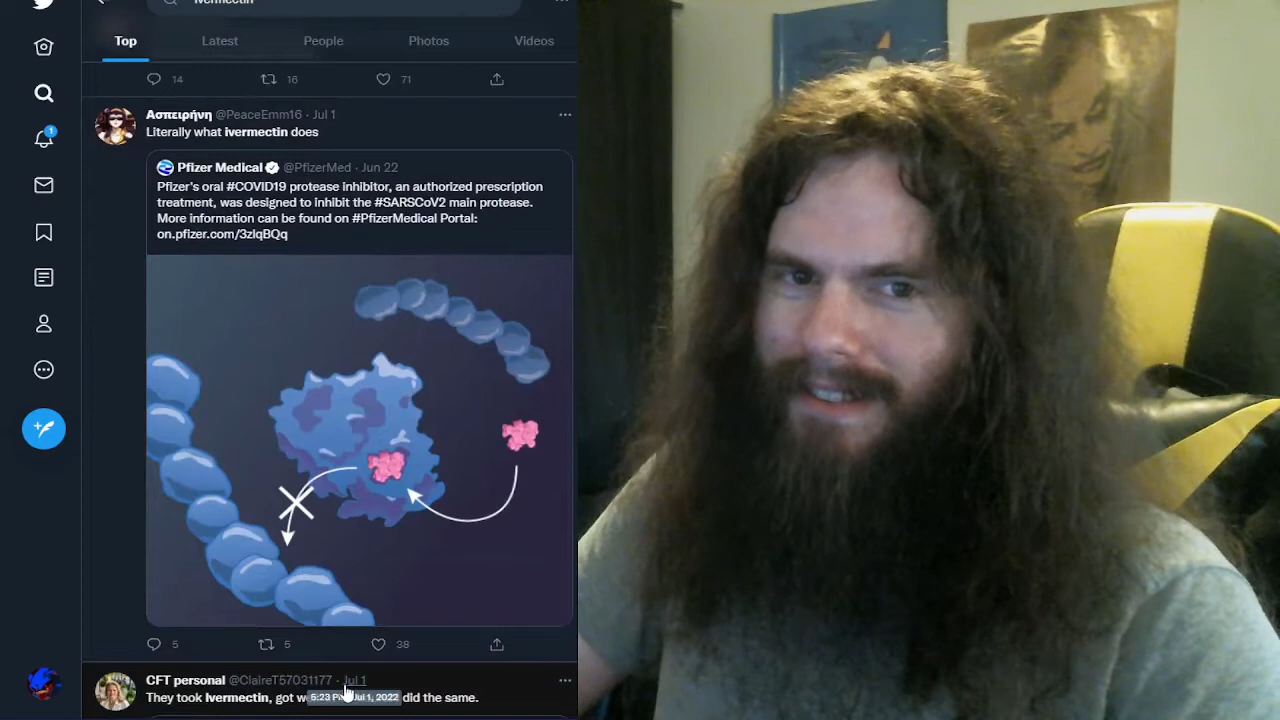 ivermectin
Top
Latest
People
Photos
Videos
14
16
71
Ασπειρήνη @PeaceEmm16 · Jul 1
Literally what ivermectin does
Pfizer Medical @PfizerMed · Jun 22
Pfizer's oral #COVID19 protease inhibitor, an authorized prescription
treatment, was designed to inhibit the #SARSCoV2 main protease.
More information can be found on #PfizerMedical Portal:
on.pfizer.com/3zlqBQq
1
5
5
38
CFT personal @ClaireT57031177 · Jul 1
They took Ivermectin, got did the same.
5:23 Jul 1, 2022